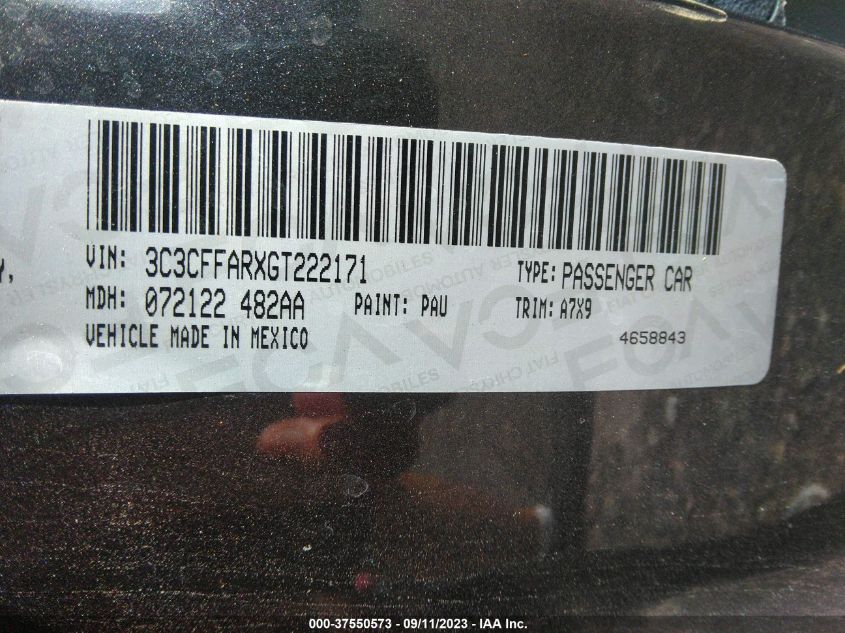 Y,
VIN: 3C3CFFARXGT222171 TYPE: PASSENGER CAR
MDH: 072122 482AA PAINT: PAU TRIM: A7X9
VEHICLE MADE IN MEXICO 4658843
000-37550573 - 09/11/2023 - IAA Inc.